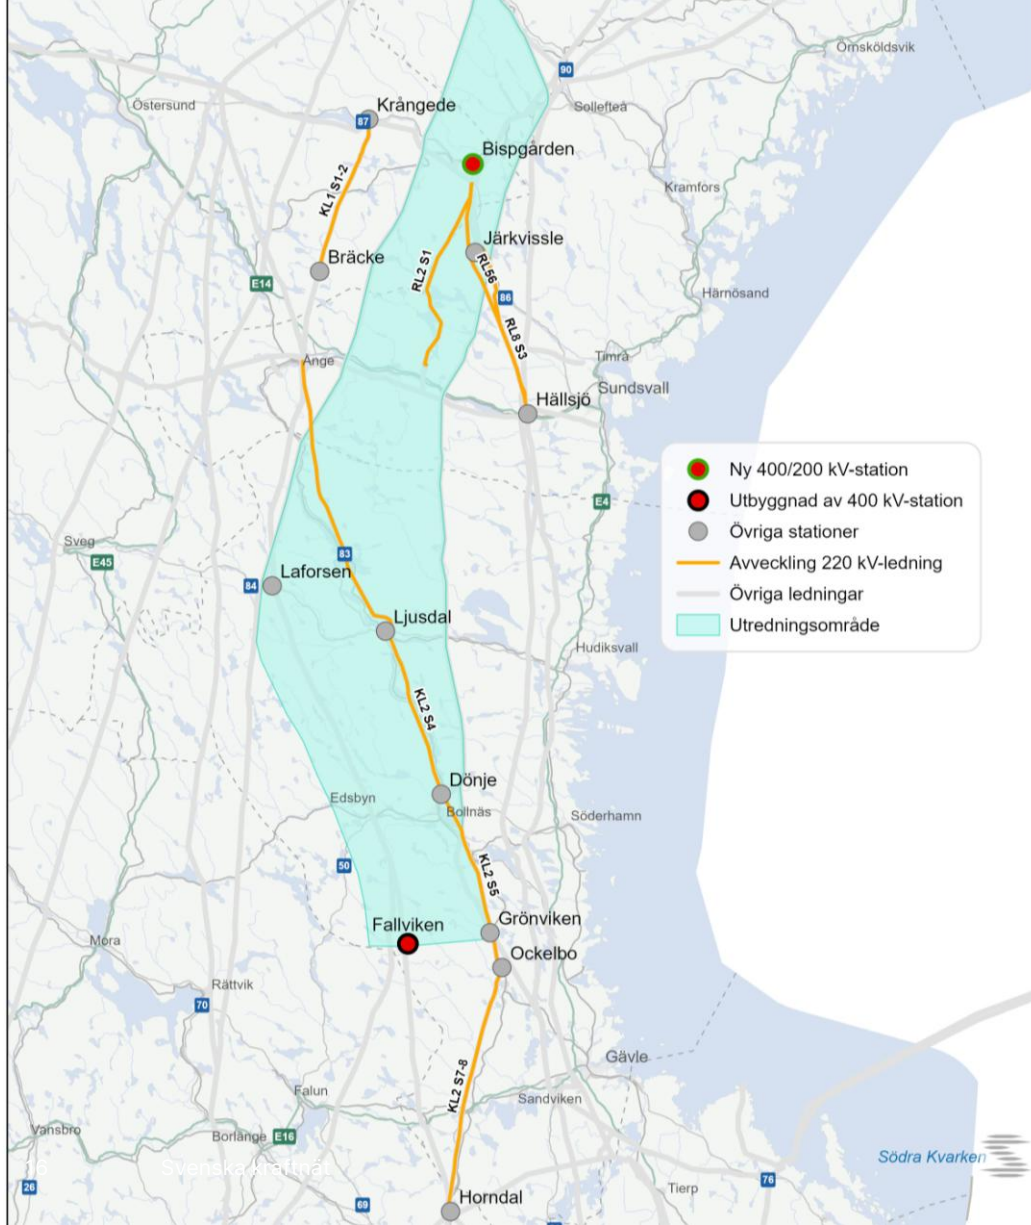 Örnsköldsvik
90
Östersund
Krångede
87
Sollefteå
Bispgården
KL1 S1-2
Kramfors
Järkvissle
Bräcke
RL2 S1
RL56
E14
86
Härnösand
RL8 S3
Ånge
Timrå
Sundsvall
Hällsjö
Ny 400/200 kV-station
Utbyggnad av 400 kV-station
E4
Övriga stationer
Sveg
83
E45
Avveckling 220 kV-ledning
Laforsen
84
Övriga ledningar
Ljusdal
Utredningsområde
Hudiksvall
KL2 S4
Dönje
Edsbyn
Bollnäs
Söderhamn
50
KL2 S5
Fallviken
Grönviken
Mora
Ockelbo
Rättvik
70
Gävle
KL2 S7-8
Falun
Sandviken
Vansbro
Borlänge
E16
Södra Kvarken
16
Svenska kraftnät
26
76
Tierp
69
Horndal